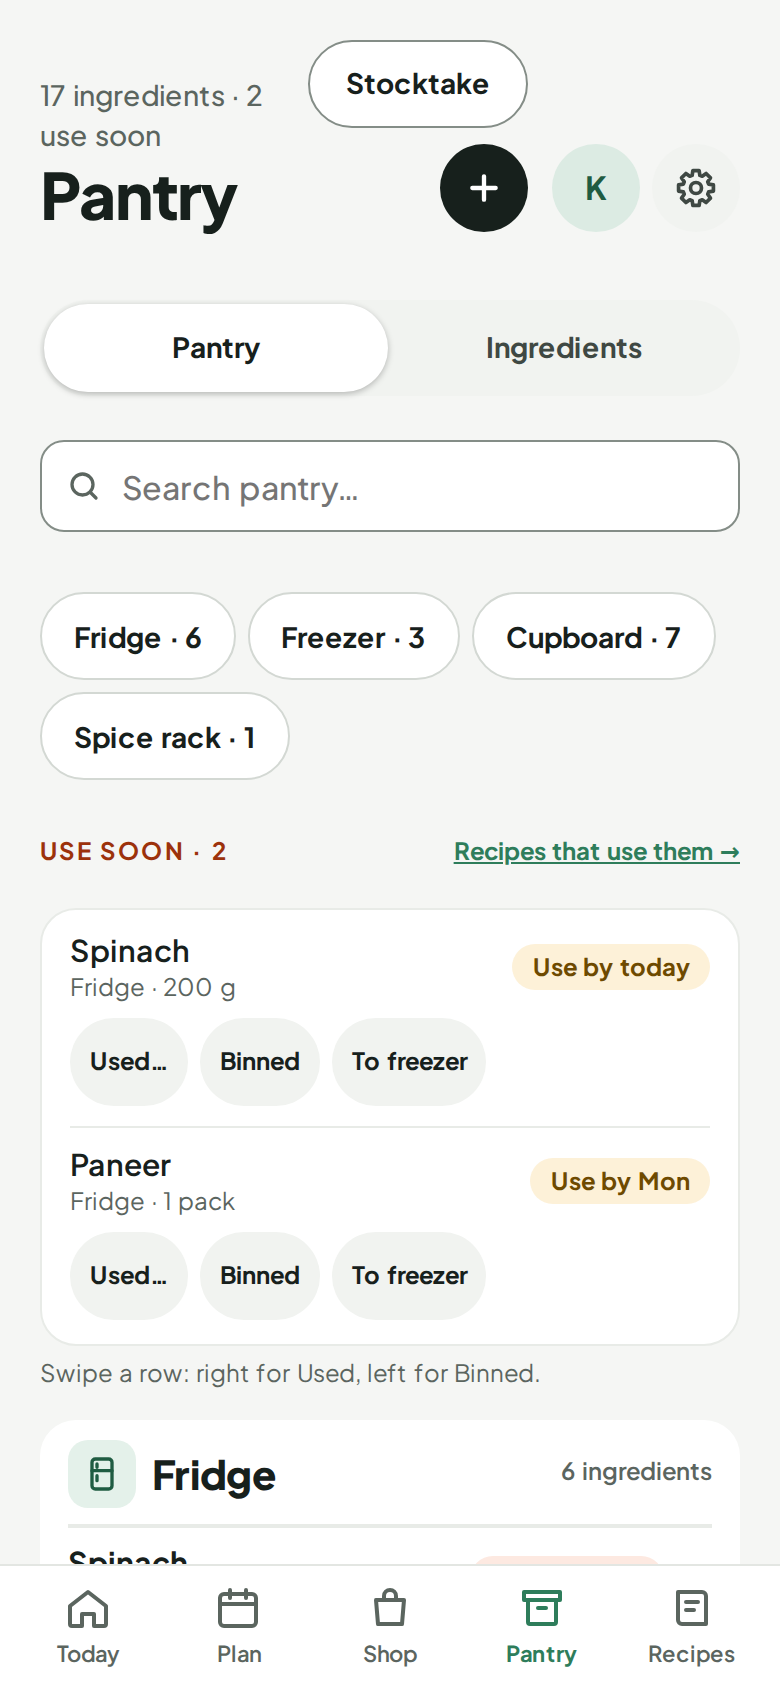 17 ingredients · 2
use soon
Stocktake
Pantry
K
Pantry
Ingredients
Search pantry...
Fridge · 6
Freezer · 3
Cupboard · 7
Spice rack · 1
USE SOON · 2
Recipes that use them →
Spinach
Use by today
Fridge · 200 g
Used...
Binned
To freezer
Paneer
Use by Mon
Fridge · 1 pack
Used...
Binned
To freezer
Swipe a row: right for Used, left for Binned.
Fridge
6 ingredients
Spinach
Today
Plan
Shop
Pantry
Recipes